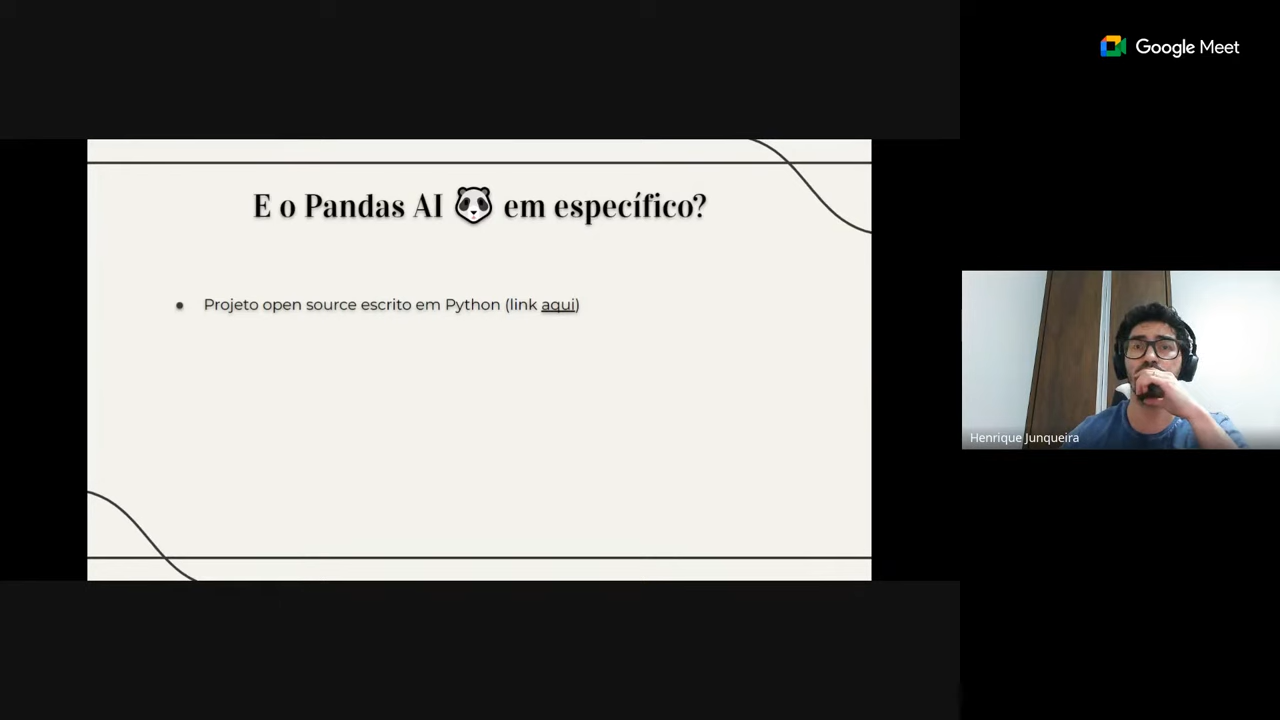 Google Meet
E o Pandas AI 🐼 em específico?
● Projeto open source escrito em Python (link aqui)
Henrique Junqueira